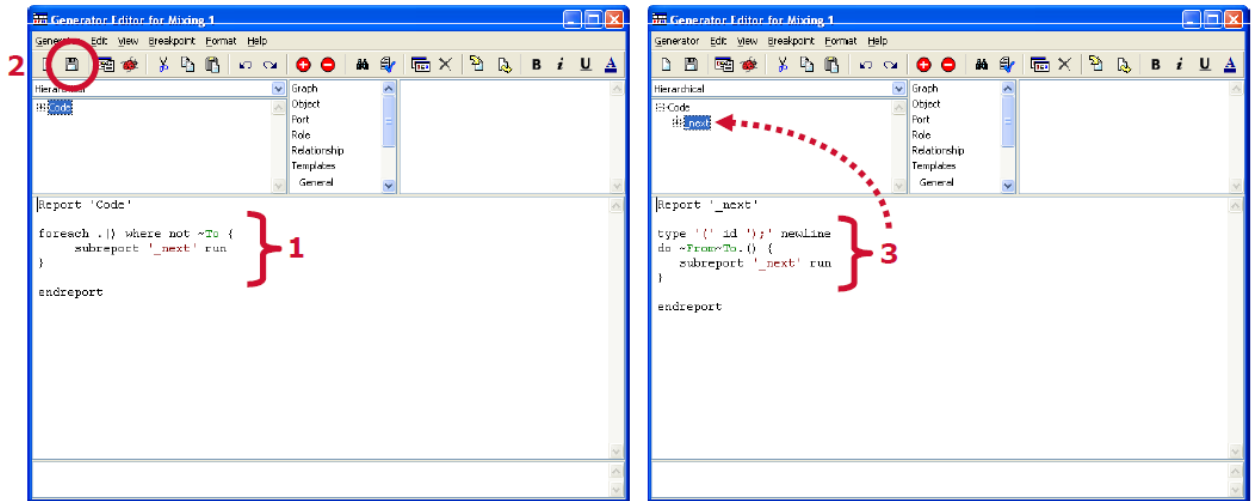 Generator Editor for Mixing 1
Edit View Breakpoint Format Help
2
B i U A
Hierarchical
Code
Graph
Object
Port
Role
Relationship
Templates
General
Report 'Code'
foreach .|} where not ~To {
subreport '_next' run
}
endreport
1
Generator Editor for Mixing 1
Generator Edit View Breakpoint Format Help
B i U A
Hierarchical
Code
_next
Graph
Object
Port
Role
Relationship
Templates
General
Report '_next'
type '(' id ');' newline
do ~From~To.() {
subreport '_next' run
}
endreport
3